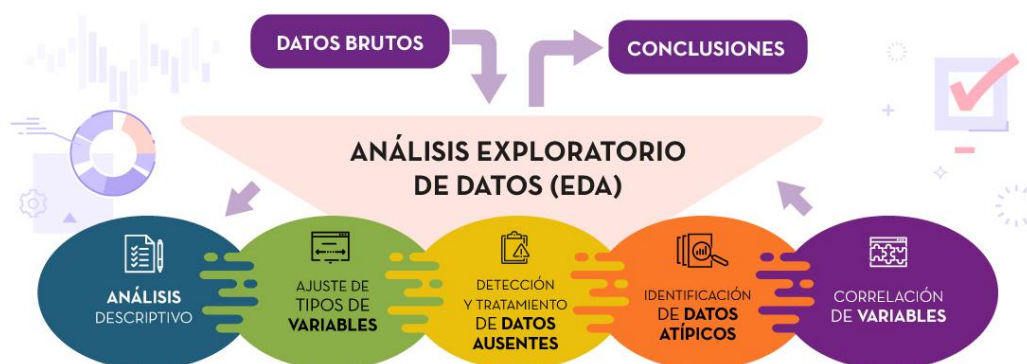 DATOS BRUTOS
CONCLUSIONES
ANÁLISIS EXPLORATORIO
DE DATOS (EDA)
ANÁLISIS
DESCRIPTIVO
AJUSTE DE
TIPOS DE
VARIABLES
DETECCIÓN
Y TRATAMIENTO
DE DATOS
AUSENTES
IDENTIFICACIÓN
DE DATOS
ATÍPICOS
CORRELACIÓN
DE VARIABLES